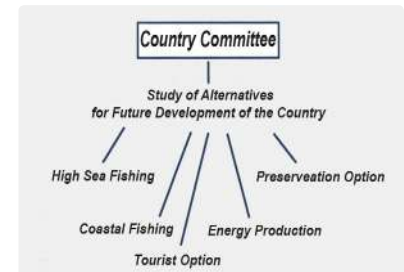 Country Committee
Study of Alternatives
for Future Development of the Country
High Sea Fishing
Preserveation Option
Coastal Fishing
Energy Production
Tourist Option